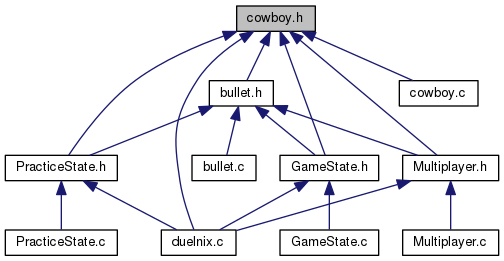 cowboy.h
bullet.h
cowboy.c
PracticeState.h
bullet.c
GameState.h
Multiplayer.h
PracticeState.c
duelnix.c
GameState.c
Multiplayer.c